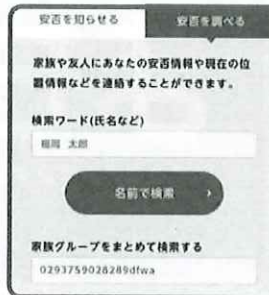 安否を知らせる
安否を調べる
家族や友人にあなたの安否情報や現在の位
置情報などを連絡することができます。
検索ワード(氏名など)
福岡 太郎
名前で検索
家族グループをまとめて検索する
0293759028289dfwa